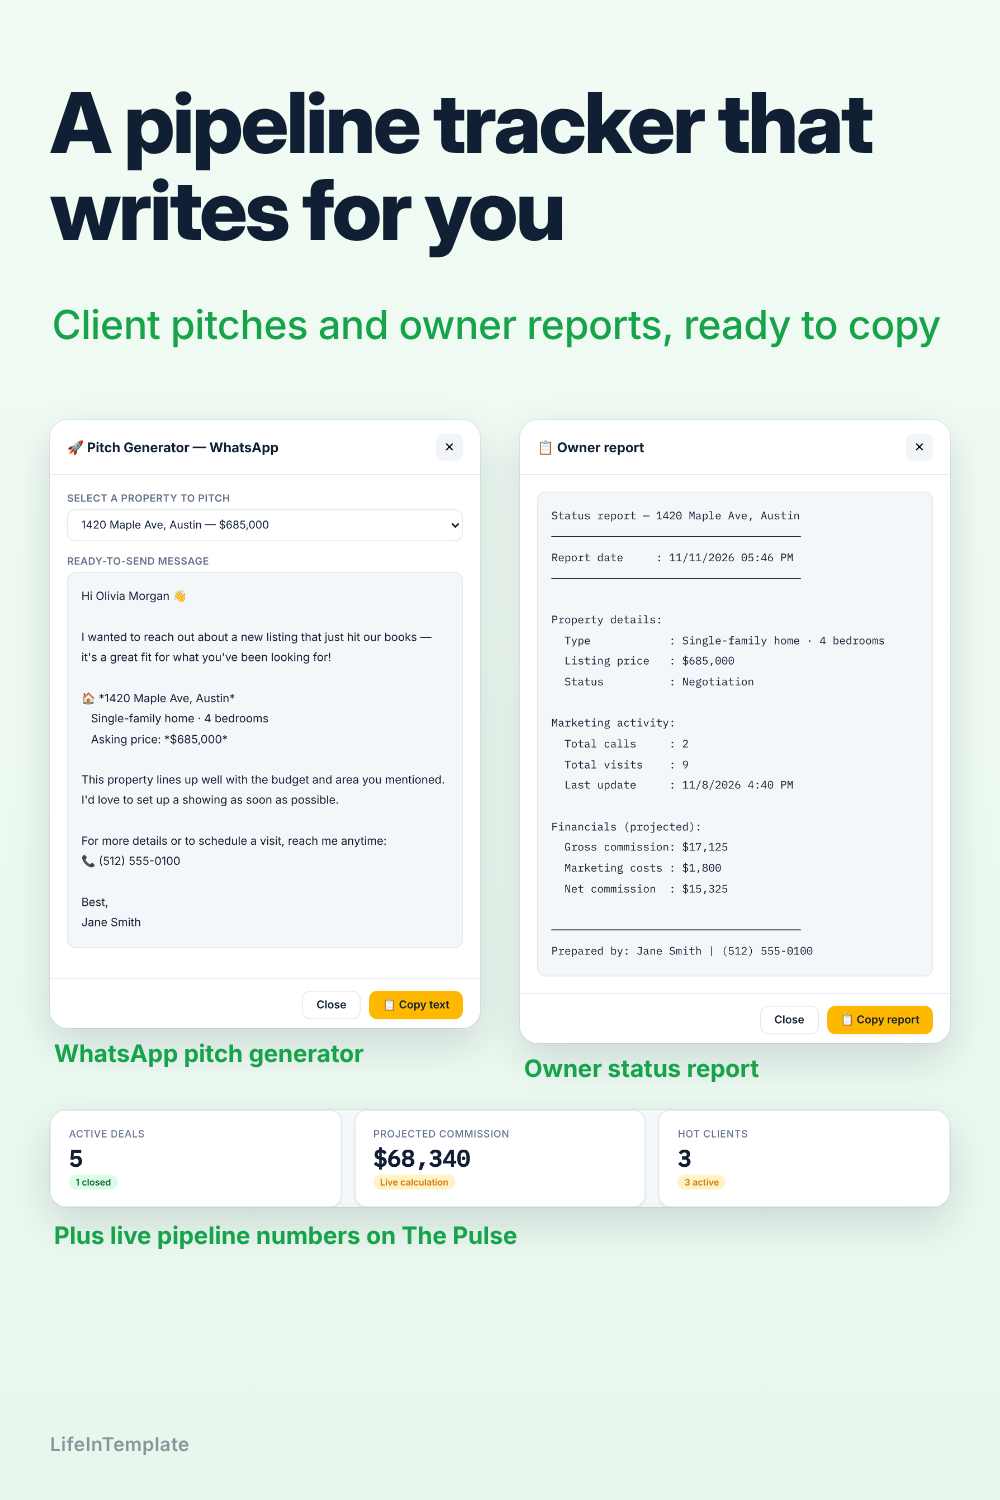 A pipeline tracker that
writes for you
Client pitches and owner reports, ready to copy
🚀 Pitch Generator — WhatsApp
✕
SELECT A PROPERTY TO PITCH
1420 Maple Ave, Austin — $685,000
READY-TO-SEND MESSAGE
Hi Olivia Morgan 👋
I wanted to reach out about a new listing that just hit our books —
it's a great fit for what you've been looking for!
🏠 *1420 Maple Ave, Austin*
Single-family home · 4 bedrooms
Asking price: *$685,000*
This property lines up well with the budget and area you mentioned.
I'd love to set up a showing as soon as possible.
For more details or to schedule a visit, reach me anytime:
📞 (512) 555-0100
Best,
Jane Smith
Close
📋 Copy text
WhatsApp pitch generator
📋 Owner report
✕
Status report — 1420 Maple Ave, Austin
Report date : 11/11/2026 05:46 PM
Property details:
Type : Single-family home · 4 bedrooms
Listing price : $685,000
Status : Negotiation
Marketing activity:
Total calls : 2
Total visits : 9
Last update : 11/8/2026 4:40 PM
Financials (projected):
Gross commission: $17,125
Marketing costs : $1,800
Net commission : $15,325
Prepared by: Jane Smith | (512) 555-0100
Close
📋 Copy report
Owner status report
ACTIVE DEALS
5
1 closed
PROJECTED COMMISSION
$68,340
Live calculation
HOT CLIENTS
3
3 active
Plus live pipeline numbers on The Pulse
LifeInTemplate